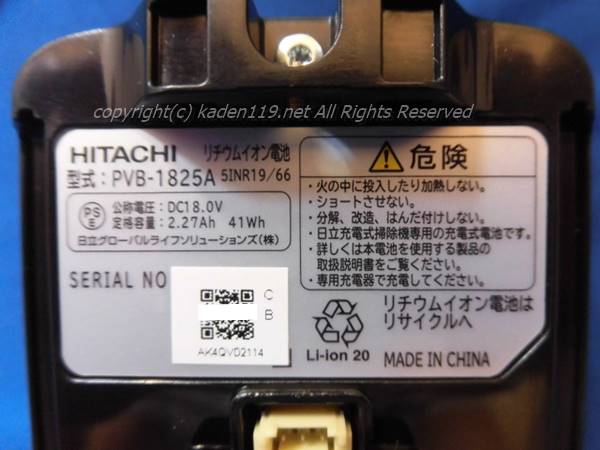 copyright(c) kaden119.net All Rights Reserved
HITACHI リチウムイオン電池
型式：PVB-1825A 5INR19/66
PS
E
公称電圧：DC18.0V
定格容量：2.27Ah 41Wh
日立グローバルライフソリューションズ（株）
SERIAL NO
C
B
AK4QVD2114
危険
・火の中に投入したり加熱しない。
・ショートさせない。
・分解、改造、はんだ付けしない。
・日立充電式掃除機専用の充電式電池です。
・詳しくは本電池を使用する製品の
取扱説明書をご覧ください。
・専用充電器で充電してください。
リチウムイオン電池は
リサイクルへ
Li-ion 20
MADE IN CHINA